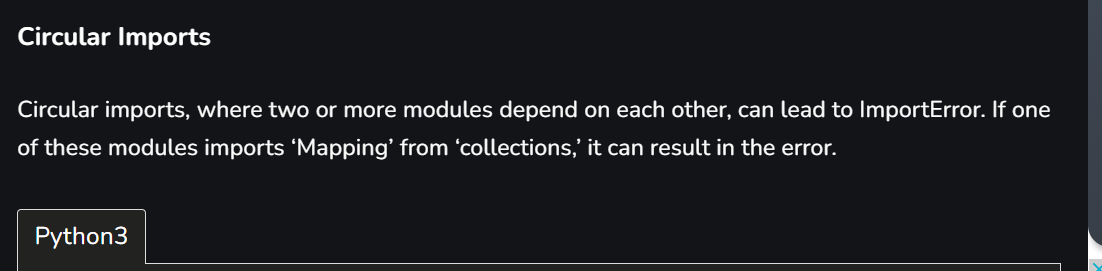 Circular Imports
Circular imports, where two or more modules depend on each other, can lead to ImportError. If one
of these modules imports ‘Mapping’ from ‘collections,’ it can result in the error.
Python3